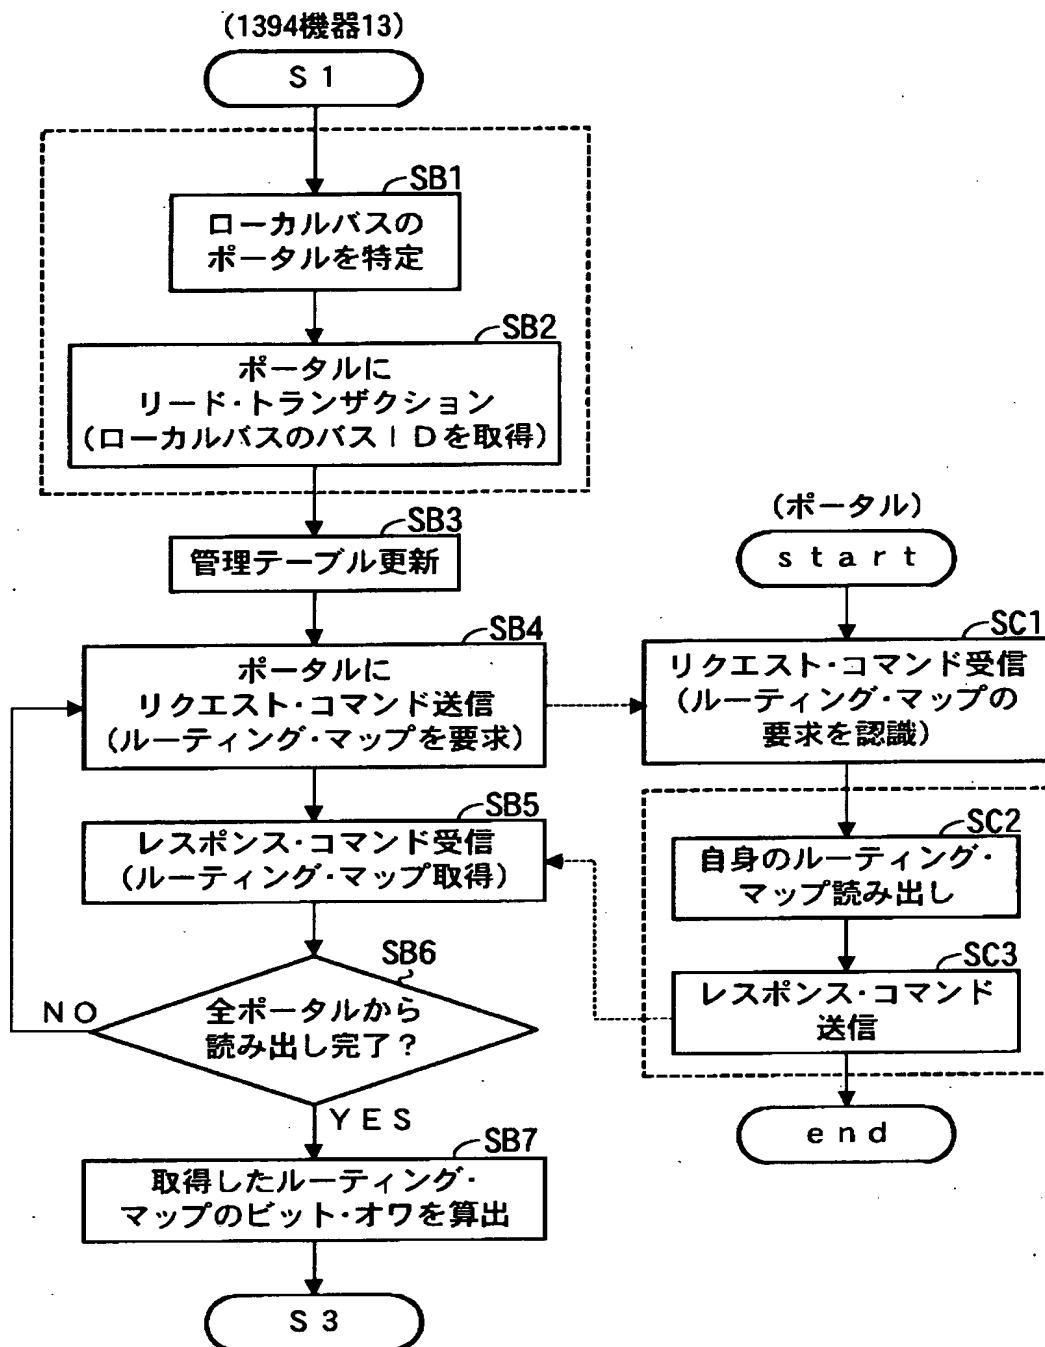 (1394機器13)
S1
SB1
ローカルバスの
ポータルを特定
SB2
ポータルに
リード・トランザクション
(ローカルバスのバスIDを取得)
SB3
管理テーブル更新
SB4
ポータルに
リクエスト・コマンド送信
(ルーティング・マップを要求)
SB5
レスポンス・コマンド受信
(ルーティング・マップ取得)
SB6
全ポータルから
読み出し完了?
NO
YES
SB7
取得したルーティング・
マップのビット・オワを算出
S3
(ポータル)
start
SC1
リクエスト・コマンド受信
(ルーティング・マップの
要求を認識)
SC2
自身のルーティング・
マップ読み出し
SC3
レスポンス・コマンド
送信
end